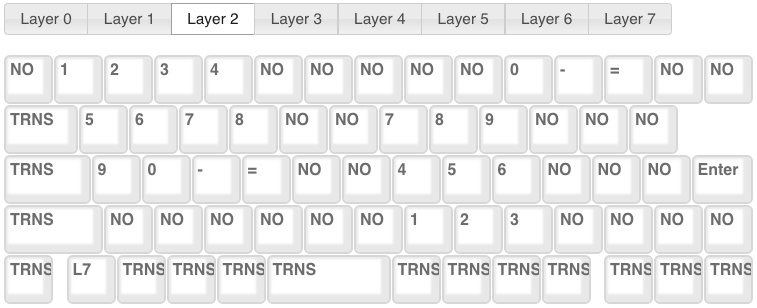 Layer 0 Layer 1 Layer 2 Layer 3 Layer 4 Layer 5 Layer 6 Layer 7
NO 1 2 3 4 NO NO NO NO NO 0 - = NO NO
TRNS 5 6 7 8 NO NO 7 8 9 NO NO NO
TRNS 9 0 - = NO NO 4 5 6 NO NO NO Enter
TRNS NO NO NO NO NO NO 1 2 3 NO NO NO NO
TRNS L7 TRNS TRNS TRNS TRNS TRNS TRNS TRNS TRNS TRNS TRNS TRNS